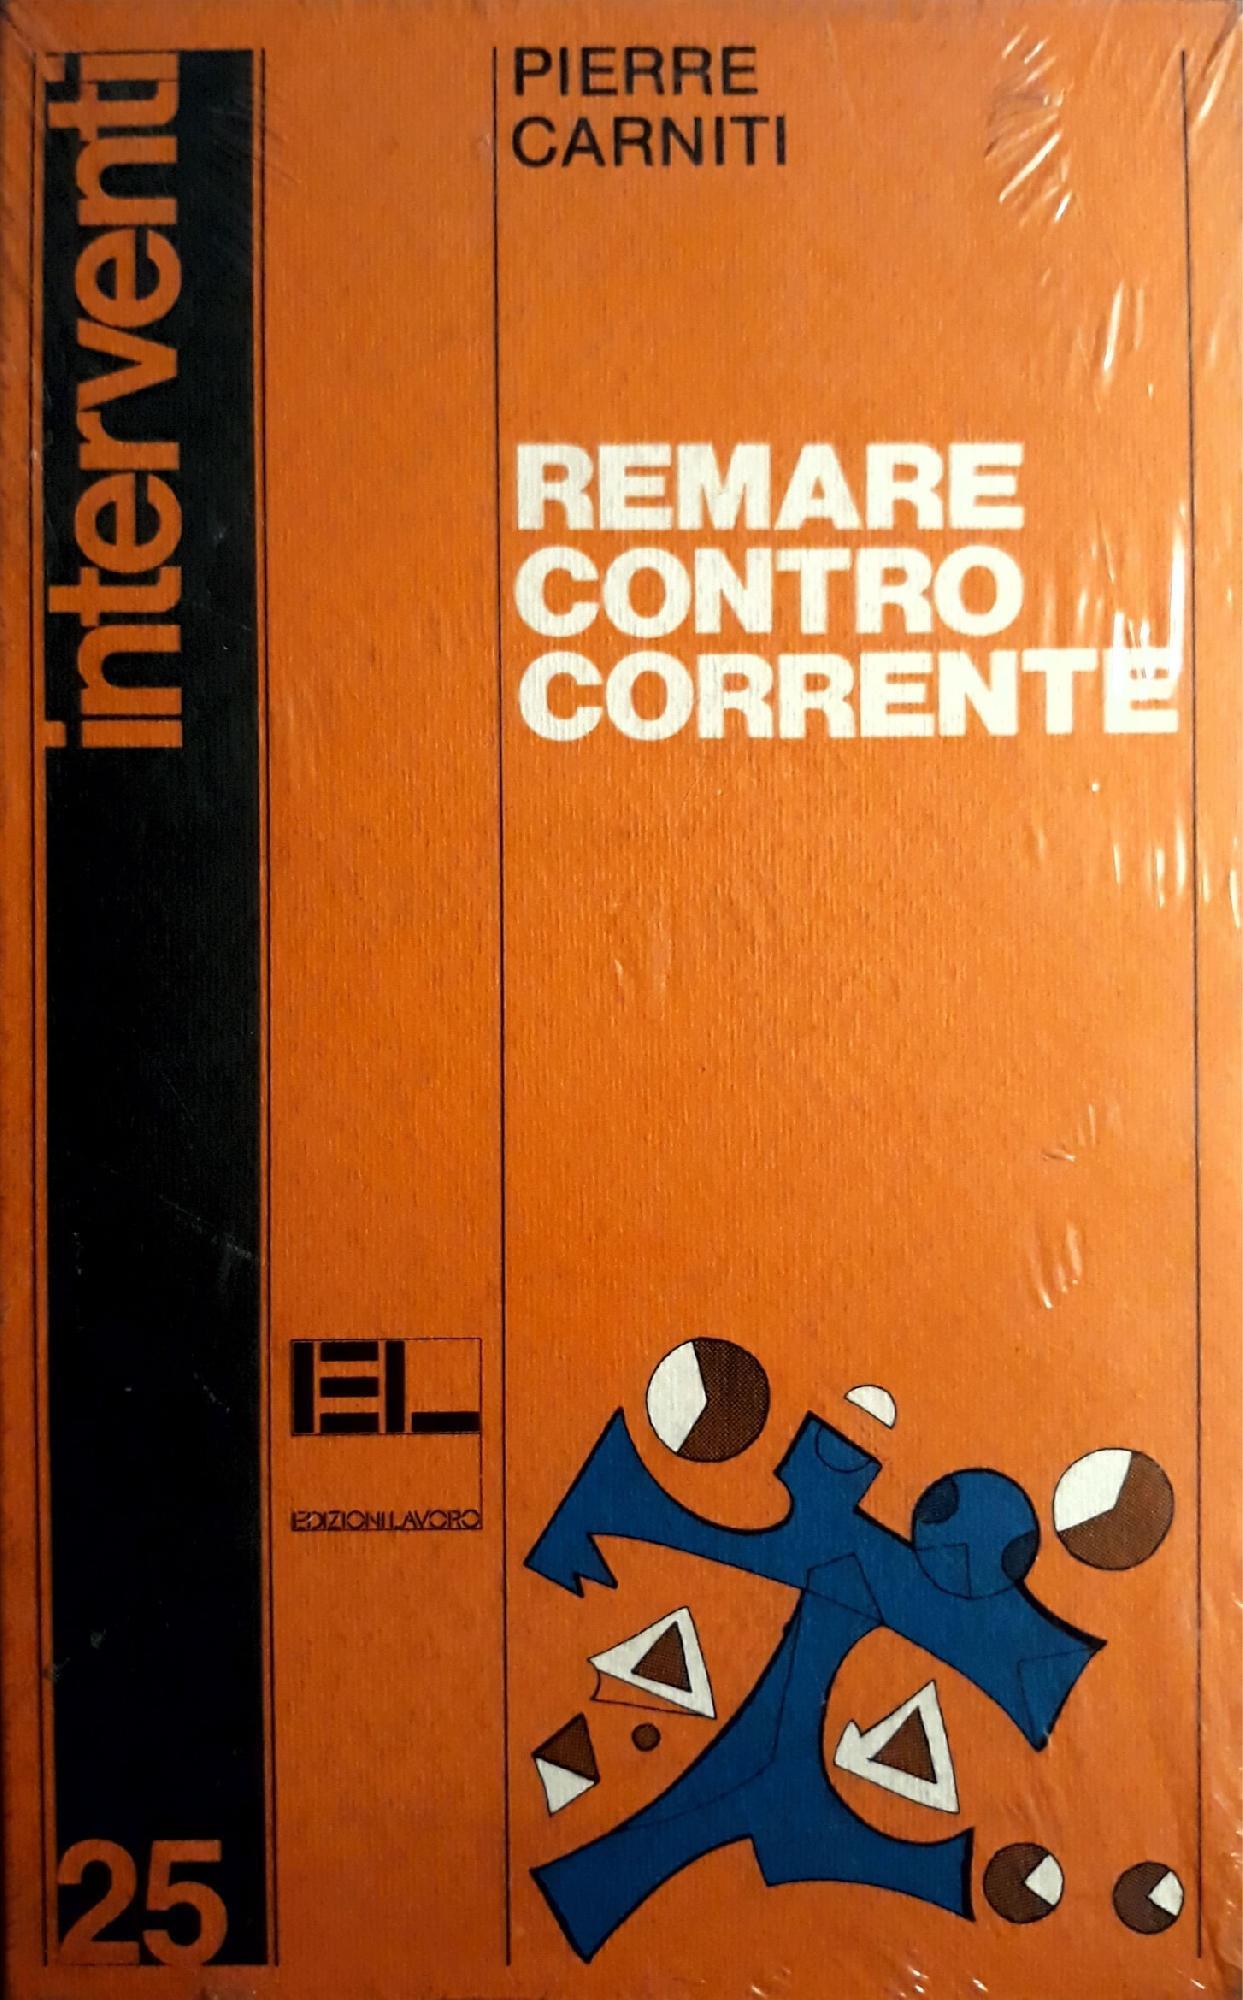 interventi
PIERRE
CARNITI
REMARE
CONTRO
CORRENTE
EL
EDIZIONI LAVORO
25